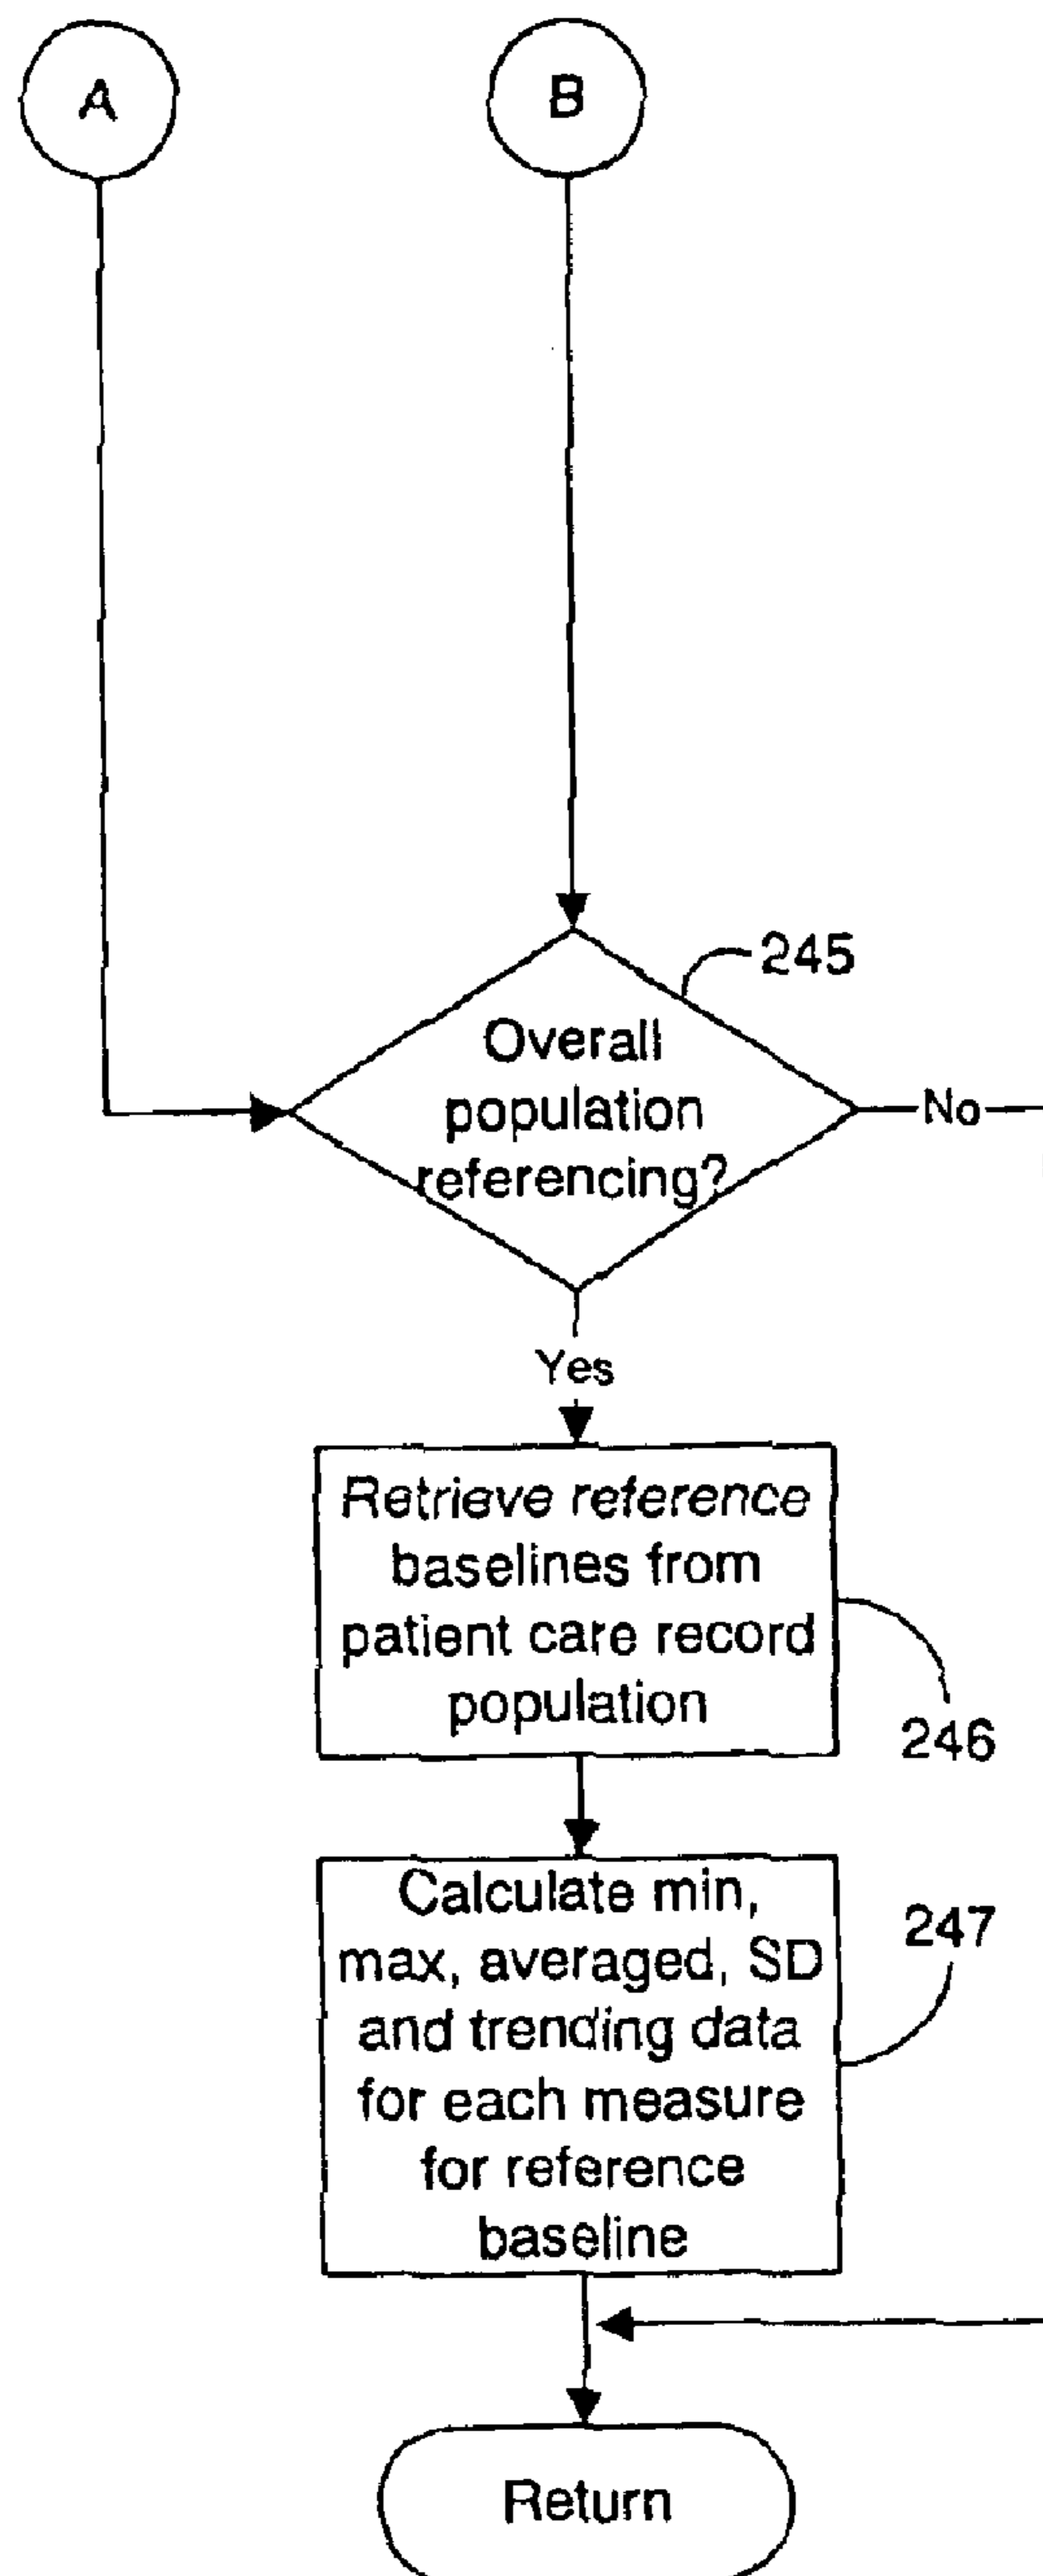 A
B
245
Overall
population
referencing?
No
Yes
Retrieve reference
baselines from
patient care record
population
246
Calculate min,
max, averaged, SD
and trending data
for each measure
for reference
baseline
247
Return